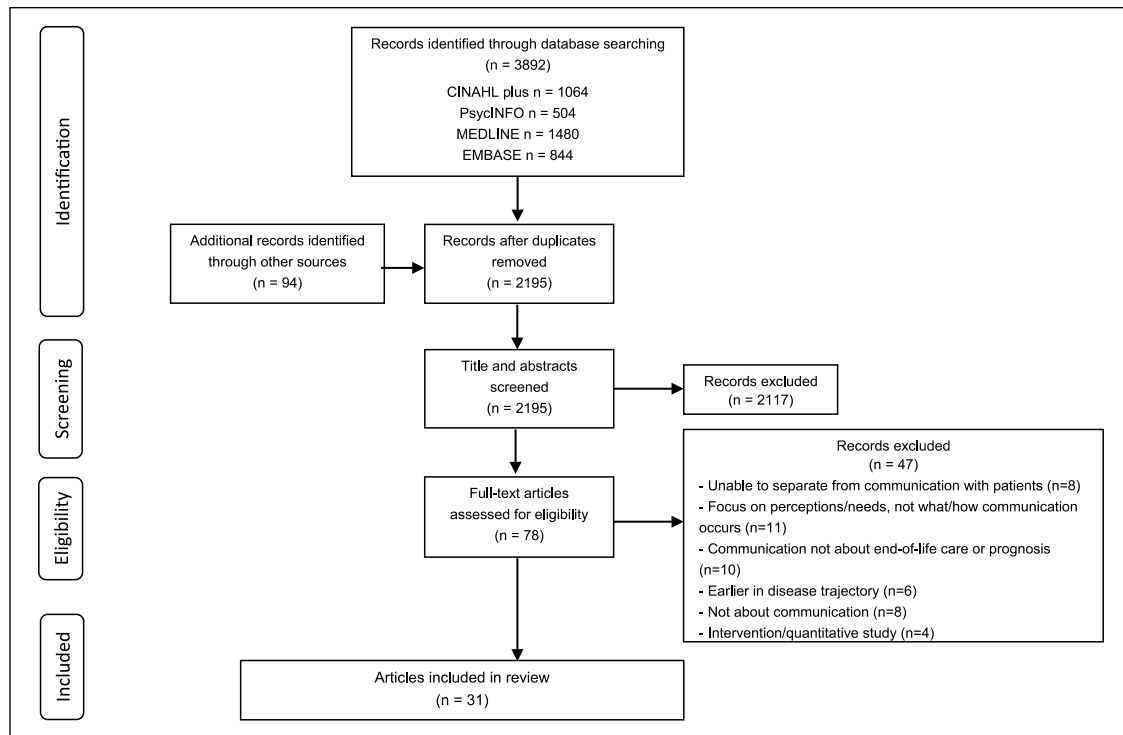 Identification
Records identified through database searching
(n = 3892)
CINAHL plus n = 1064
PsycINFO n = 504
MEDLINE n = 1480
EMBASE n = 844
Additional records identified
through other sources
(n = 94)
Records after duplicates
removed
(n = 2195)
Screening
Title and abstracts
screened
(n = 2195)
Records excluded
(n = 2117)
Eligibility
Full-text articles
assessed for eligibility
(n = 78)
Records excluded
(n = 47)
- Unable to separate from communication with patients (n=8)
- Focus on perceptions/needs, not what/how communication
occurs (n=11)
- Communication not about end-of-life care or prognosis
(n=10)
- Earlier in disease trajectory (n=6)
- Not about communication (n=8)
- Intervention/quantitative study (n=4)
Included
Articles included in review
(n = 31)